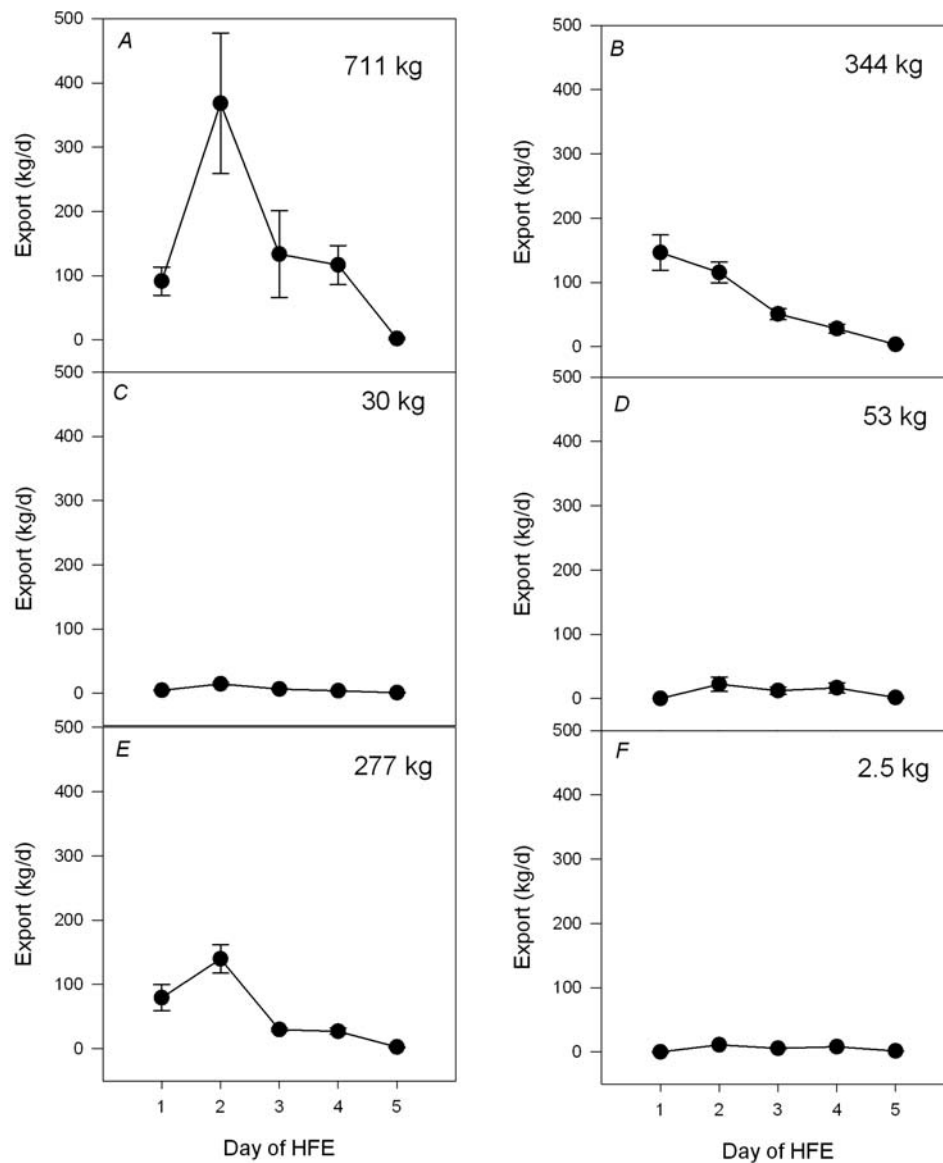 A
711 kg
Export (kg/d)
500
400
300
200
100
0
B
344 kg
Export (kg/d)
500
400
300
200
100
0
C
30 kg
Export (kg/d)
500
400
300
200
100
0
D
53 kg
Export (kg/d)
500
400
300
200
100
0
E
277 kg
Export (kg/d)
500
400
300
200
100
0
1 2 3 4 5
Day of HFE
F
2.5 kg
Export (kg/d)
500
400
300
200
100
0
1 2 3 4 5
Day of HFE